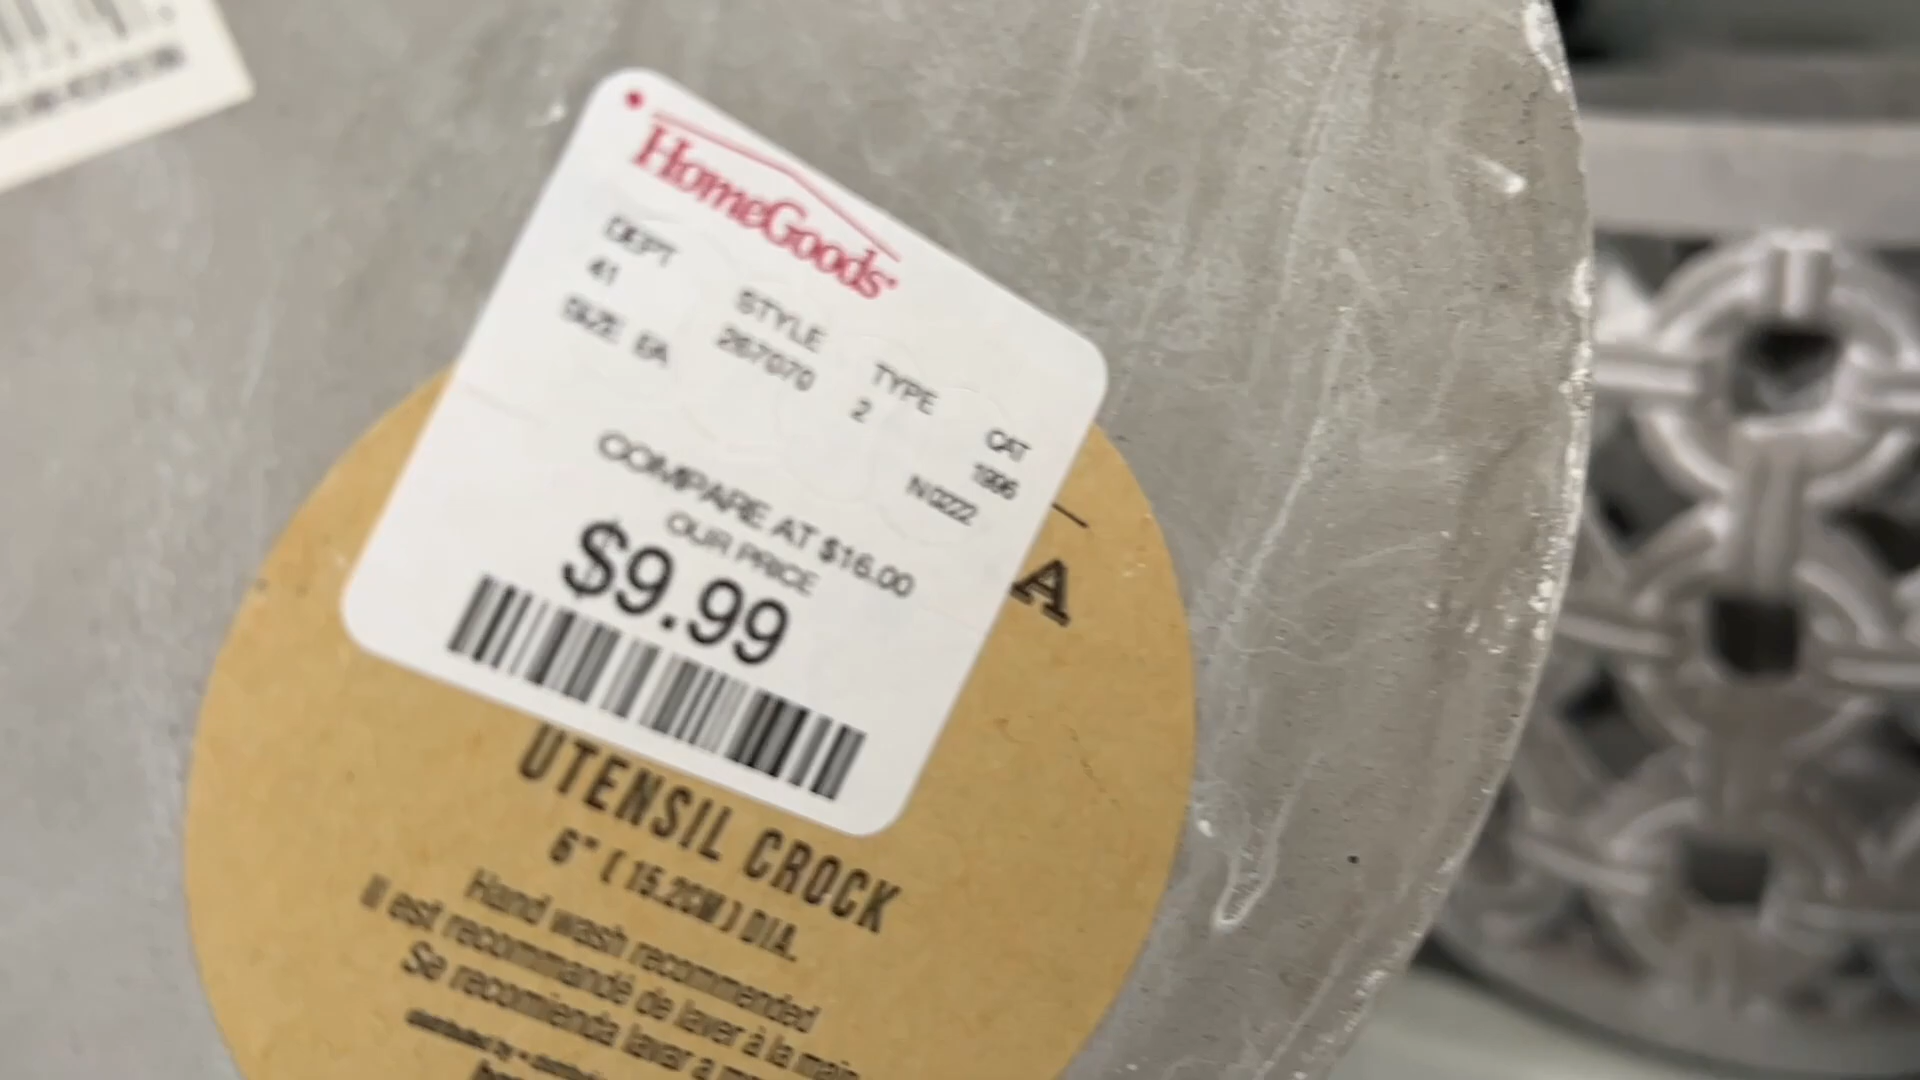 HomeGoods
DEPT STYLE TYPE CAT
41 267070 2 1996
SIZE EA N0222
COMPARE AT $16.00
OUR PRICE
$9.99
A
UTENSIL CROCK
6" (15.2CM) DIA.
Hand wash recommended
Il est recommandé de laver à la main
Se recomienda lavar a